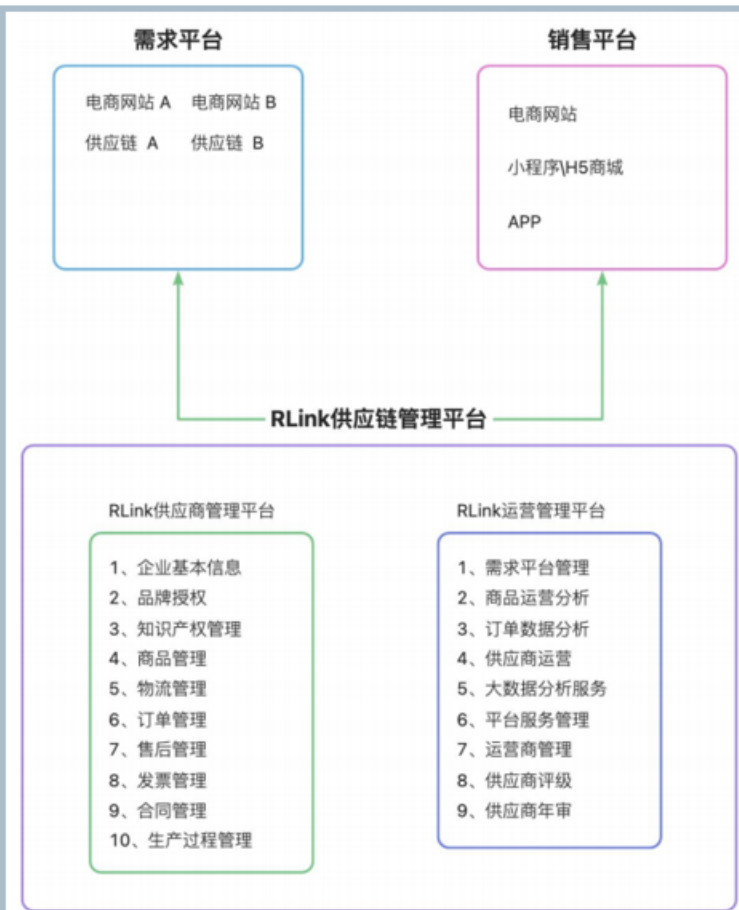 需求平台
销售平台
电商网站 A 电商网站 B
供应链 A 供应链 B
电商网站
小程序\H5商城
APP
RLink供应链管理平台
RLink供应商管理平台
1、企业基本信息
2、品牌授权
3、知识产权管理
4、商品管理
5、物流管理
6、订单管理
7、售后管理
8、发票管理
9、合同管理
10、生产过程管理
RLink运营管理平台
1、需求平台管理
2、商品运营分析
3、订单数据分析
4、供应商运营
5、大数据分析服务
6、平台服务管理
7、运营商管理
8、供应商评级
9、供应商年审